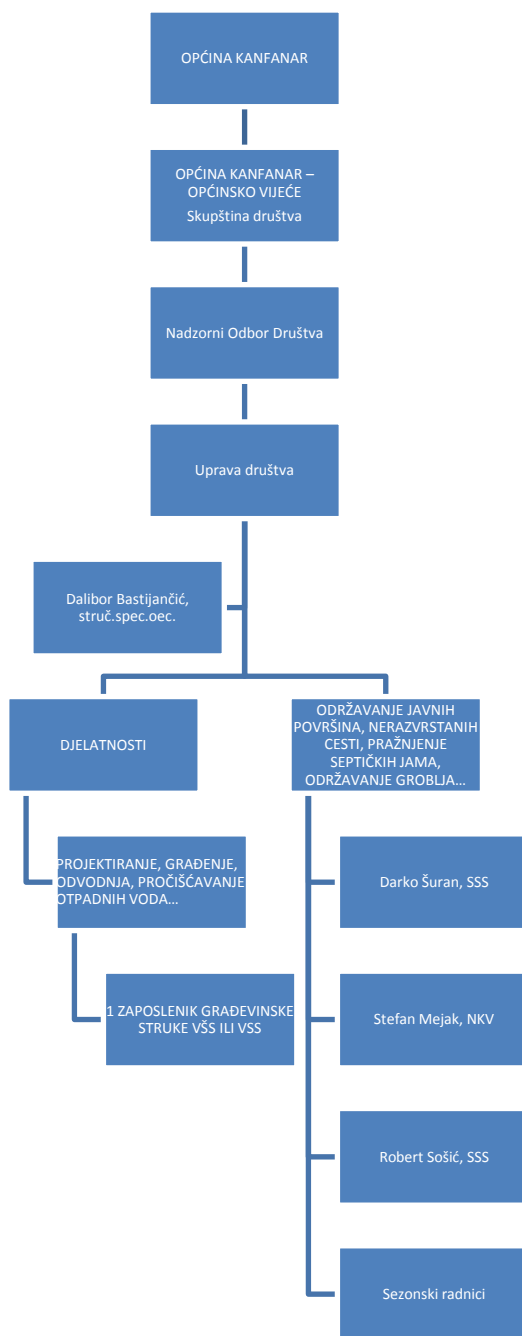 OPĆINA KANFANAR
OPĆINA KANFANAR –
OPĆINSKO VIJEĆE
Skupština društva
Nadzorni Odbor Društva
Uprava društva
Dalibor Bastijančić,
struč.spec.oec.
DJELATNOSTI
PROJEKTIRANJE, GRAĐENJE,
ODVODNJA, PROČIŠĆAVANJE
OTPADNIH VODA...
1 ZAPOSLENIK GRAĐEVINSKE
STRUKE VŠS ILI VSS
ODRŽAVANJE JAVNIH
POVRŠINA, NERAZVRSTANIH
CESTI, PRAŽNJENJE
SEPTIČKIH JAMA,
ODRŽAVANJE GROBLJA...
Darko Šuran, SSS
Stefan Mejak, NKV
Robert Sošić, SSS
Sezonski radnici